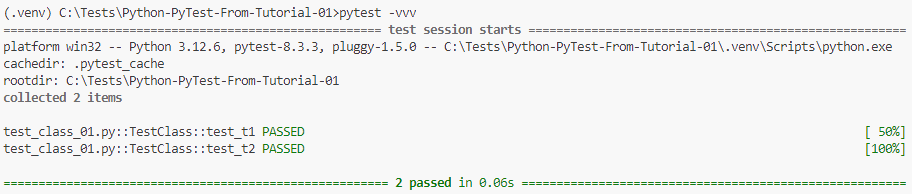 (.venv) C:\Tests\Python-PyTest-From-Tutorial-01>pytest -vvv
====================================================== test session starts ======================================================
platform win32 -- Python 3.12.6, pytest-8.3.3, pluggy-1.5.0 -- C:\Tests\Python-PyTest-From-Tutorial-01\.venv\Scripts\python.exe
cachedir: .pytest_cache
rootdir: C:\Tests\Python-PyTest-From-Tutorial-01
collected 2 items
test_class_01.py::TestClass::test_t1 PASSED [ 50%]
test_class_01.py::TestClass::test_t2 PASSED [100%]
======================================================= 2 passed in 0.06s =======================================================